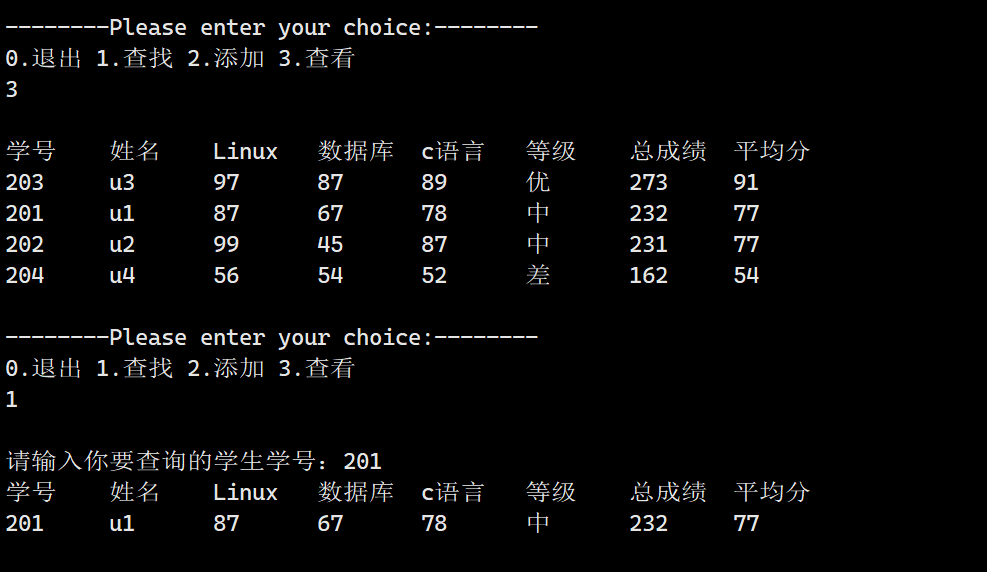 --------Please enter your choice:--------
0.退出 1.查找 2.添加 3.查看
3
学号 姓名 Linux 数据库 c语言 等级 总成绩 平均分
203 u3 97 87 89 优 273 91
201 u1 87 67 78 中 232 77
202 u2 99 45 87 中 231 77
204 u4 56 54 52 差 162 54
--------Please enter your choice:--------
0.退出 1.查找 2.添加 3.查看
1
请输入你要查询的学生学号：201
学号 姓名 Linux 数据库 c语言 等级 总成绩 平均分
201 u1 87 67 78 中 232 77